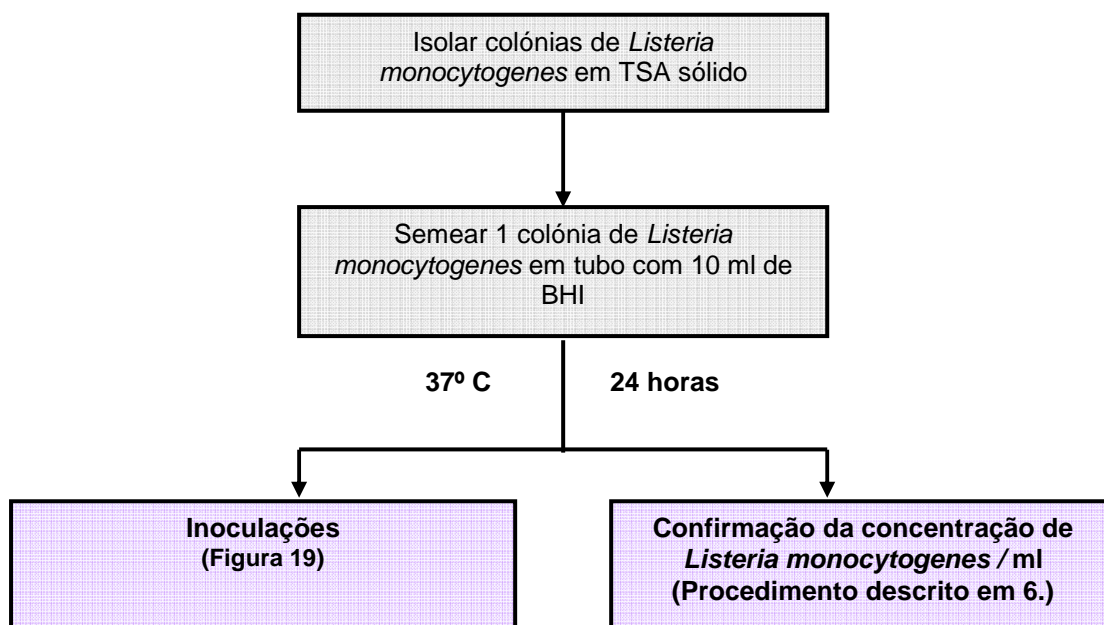 Isolar colónias de Listeria
monocytogenes em TSA sólido
Semear 1 colónia de Listeria
monocytogenes em tubo com 10 ml de
BHI
37º C 24 horas
Inoculações
(Figura 19)
Confirmação da concentração de
Listeria monocytogenes / ml
(Procedimento descrito em 6.)